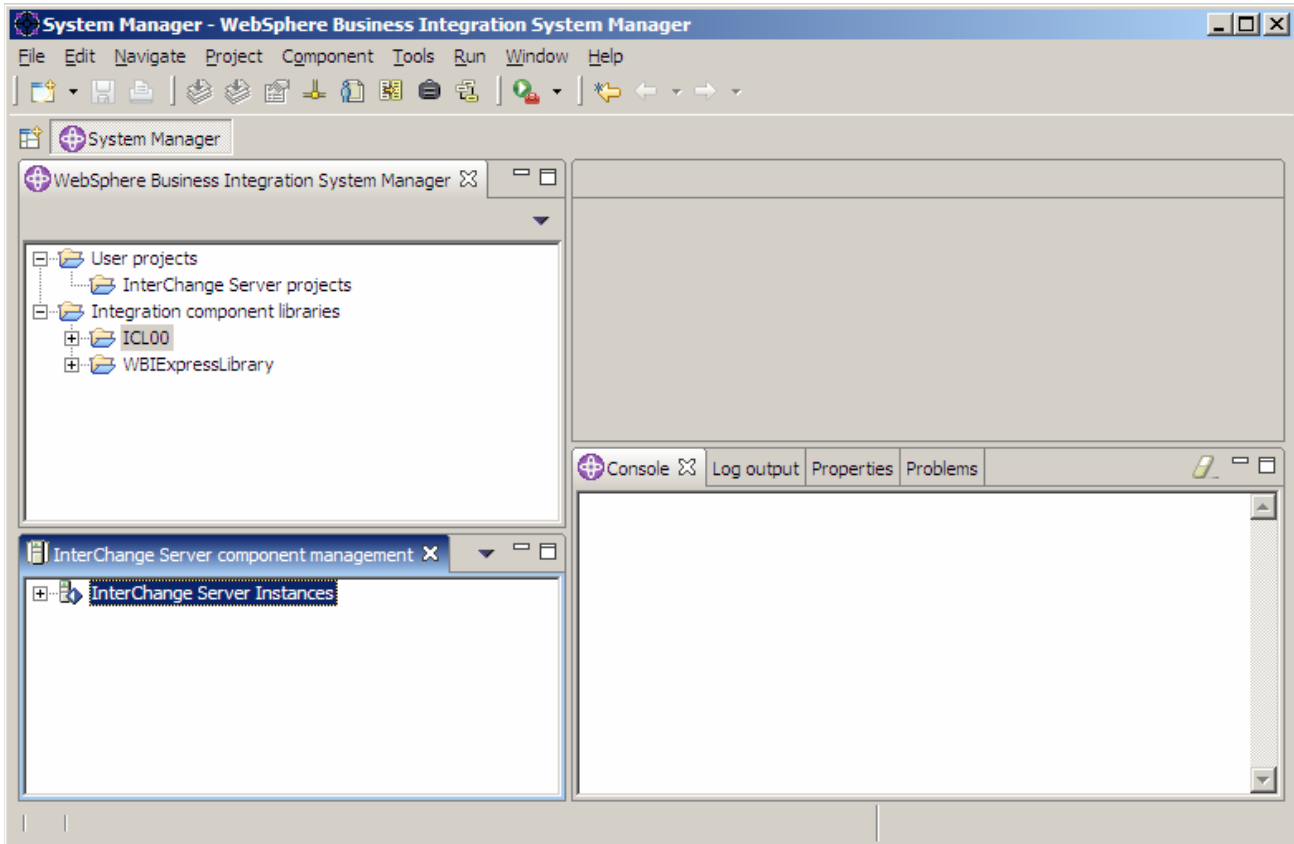 System Manager - WebSphere Business Integration System Manager
File Edit Navigate Project Component Tools Run Window Help
System Manager
WebSphere Business Integration System Manager
User projects
InterChange Server projects
Integration component libraries
ICL00
WBIExpressLibrary
Console Log output Properties Problems
InterChange Server component management
InterChange Server Instances